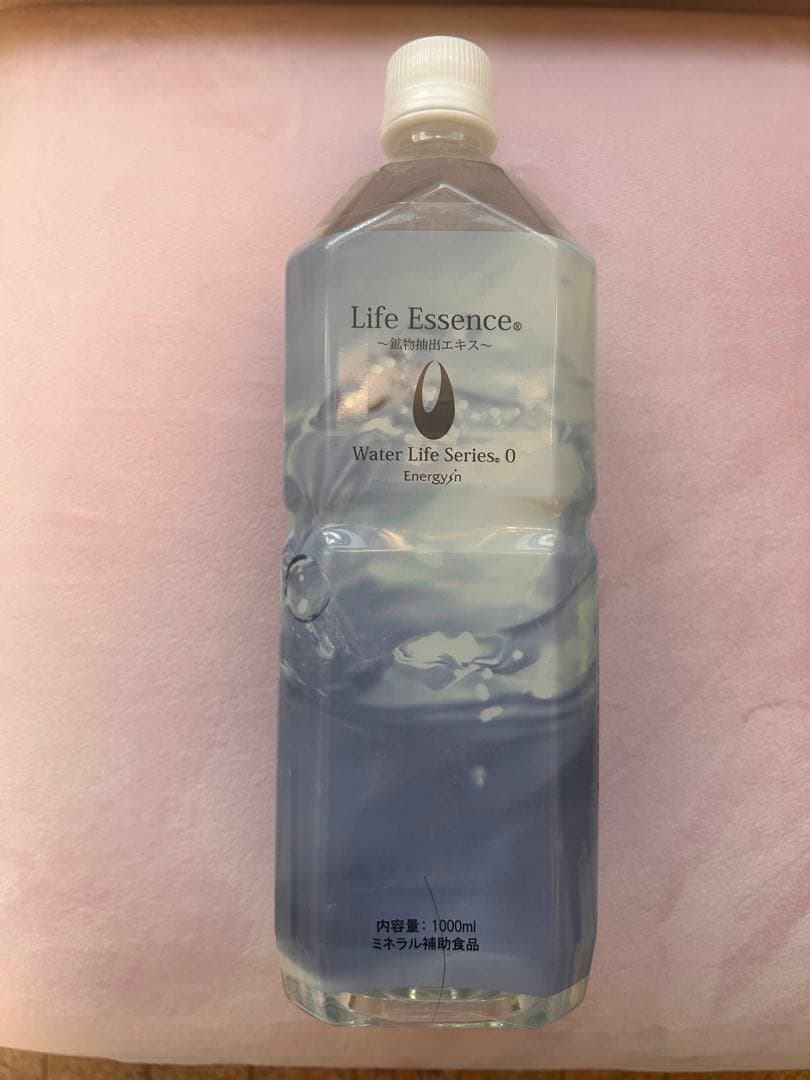 Life Essence®
～鉱物抽出エキス～
Water Life Series® 0
Energy in
内容量：1000ml
ミネラル補助食品